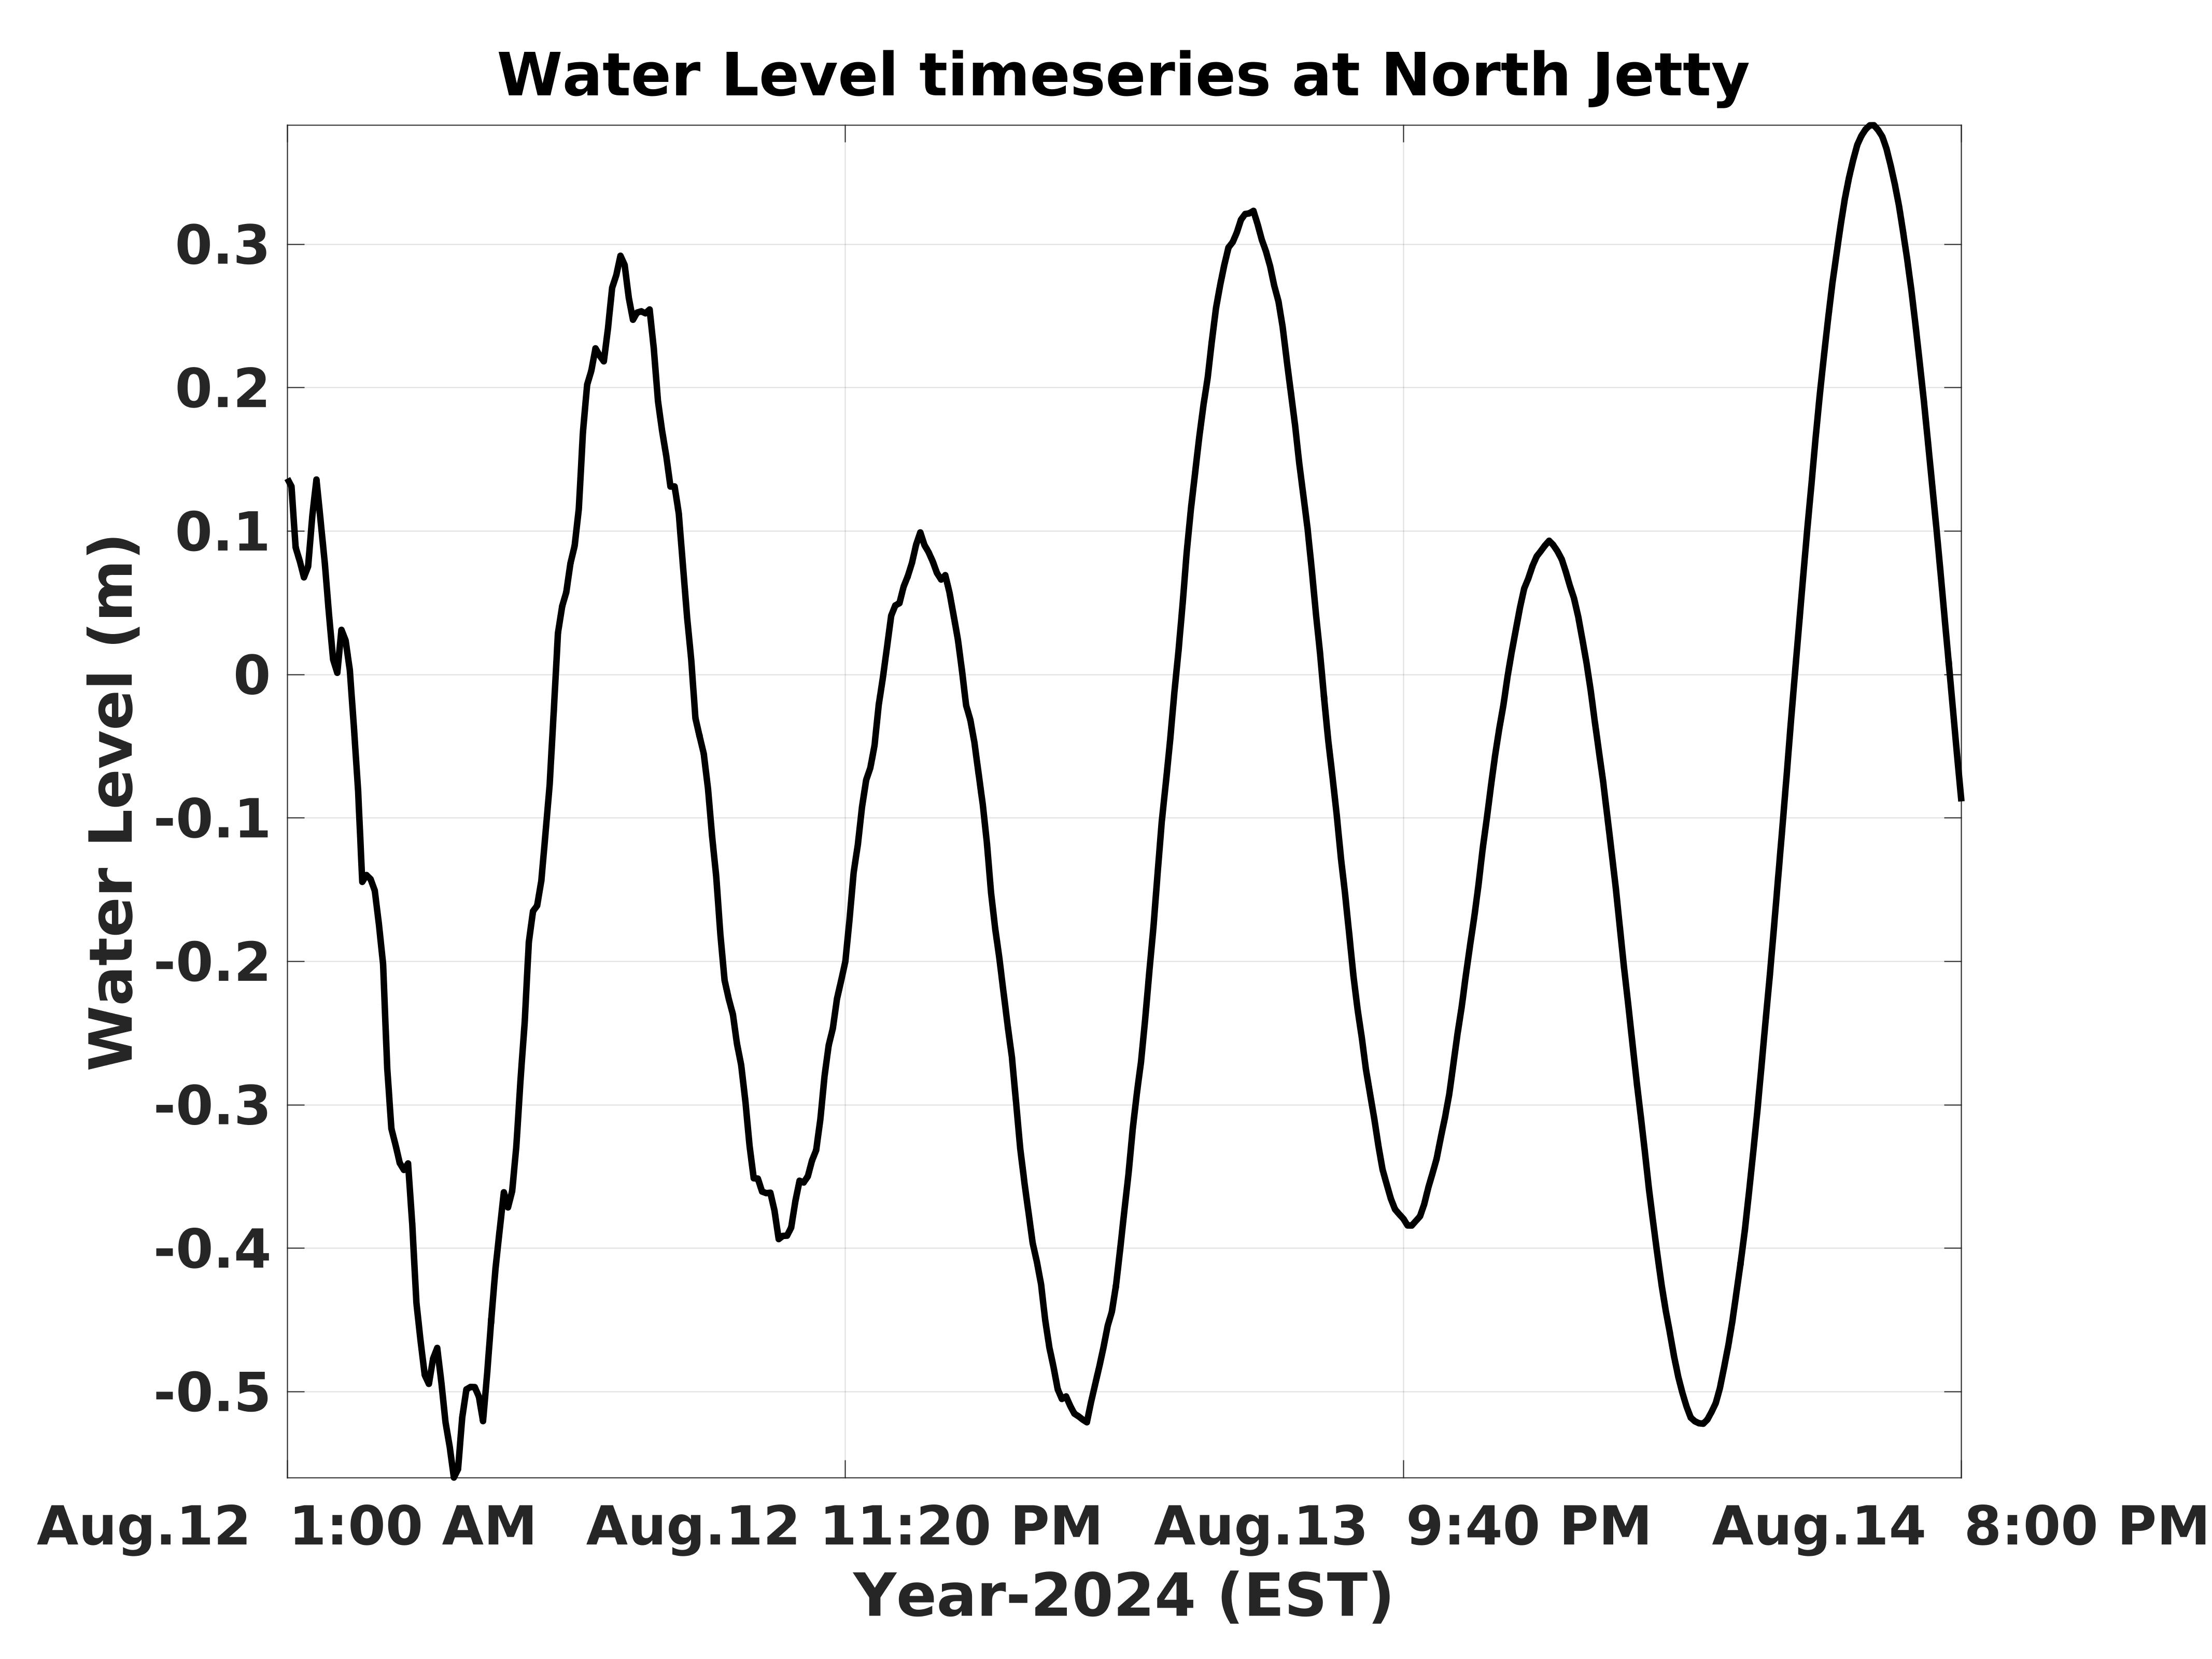 Water Level timeseries at North Jetty
Water Level (m)
0.3
0.2
0.1
0
-0.1
-0.2
-0.3
-0.4
-0.5
Aug.12  1:00 AM
Aug.12 11:20 PM
Aug.13  9:40 PM
Aug.14  8:00 PM
Year-2024 (EST)